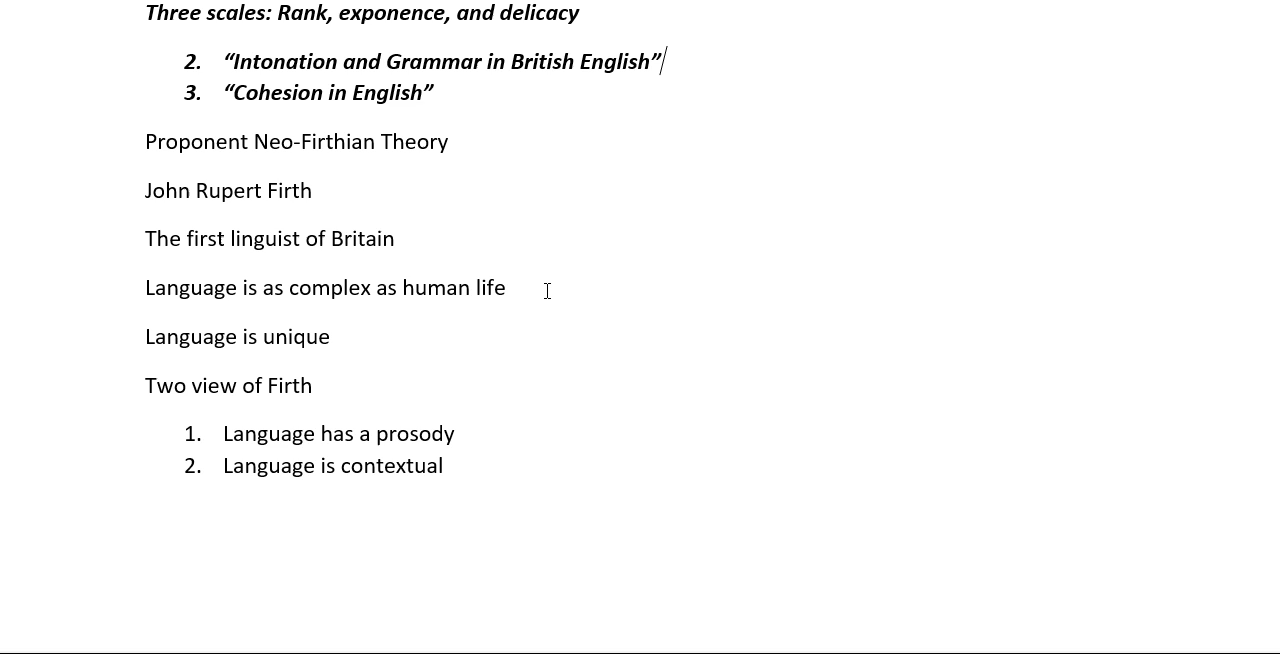 Three scales: Rank, exponence, and delicacy
2. “Intonation and Grammar in British English”
3. “Cohesion in English”
Proponent Neo-Firthian Theory
John Rupert Firth
The first linguist of Britain
Language is as complex as human life
Language is unique
Two view of Firth
1. Language has a prosody
2. Language is contextual